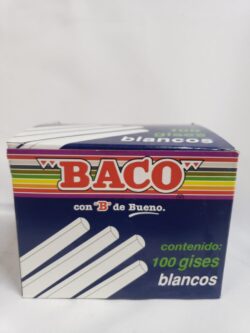 100 gises
blancos
BACO
con "B" de Bueno.
contenido:
100 gises
blancos